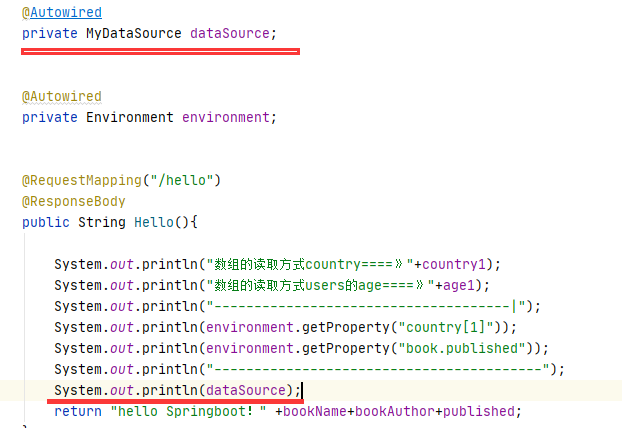 @Autowired
private MyDataSource dataSource;
@Autowired
private Environment environment;
@RequestMapping("/hello")
@ResponseBody
public String Hello(){
System.out.println("数组的读取方式country====》"+country1);
System.out.println("数组的读取方式users的age====》"+age1);
System.out.println("-------------------------------------|");
System.out.println(environment.getProperty("country[1]"));
System.out.println(environment.getProperty("book.published"));
System.out.println("-----------------------------------------");
System.out.println(dataSource);
return "hello Springboot！" +bookName+bookAuthor+published;